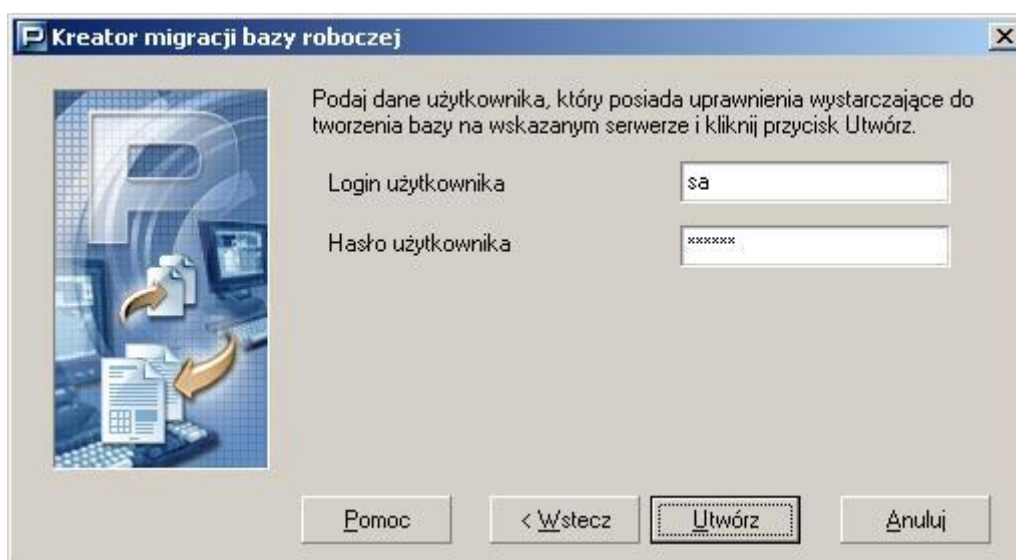 Kreator migracji bazy roboczej
Podaj dane użytkownika, który posiada uprawnienia wystarczające do
tworzenia bazy na wskazanym serwerze i kliknij przycisk Utwórz.
Login użytkownika
sa
Hasło użytkownika
******
Pomoc
< Wstecz
Utwórz
Anuluj